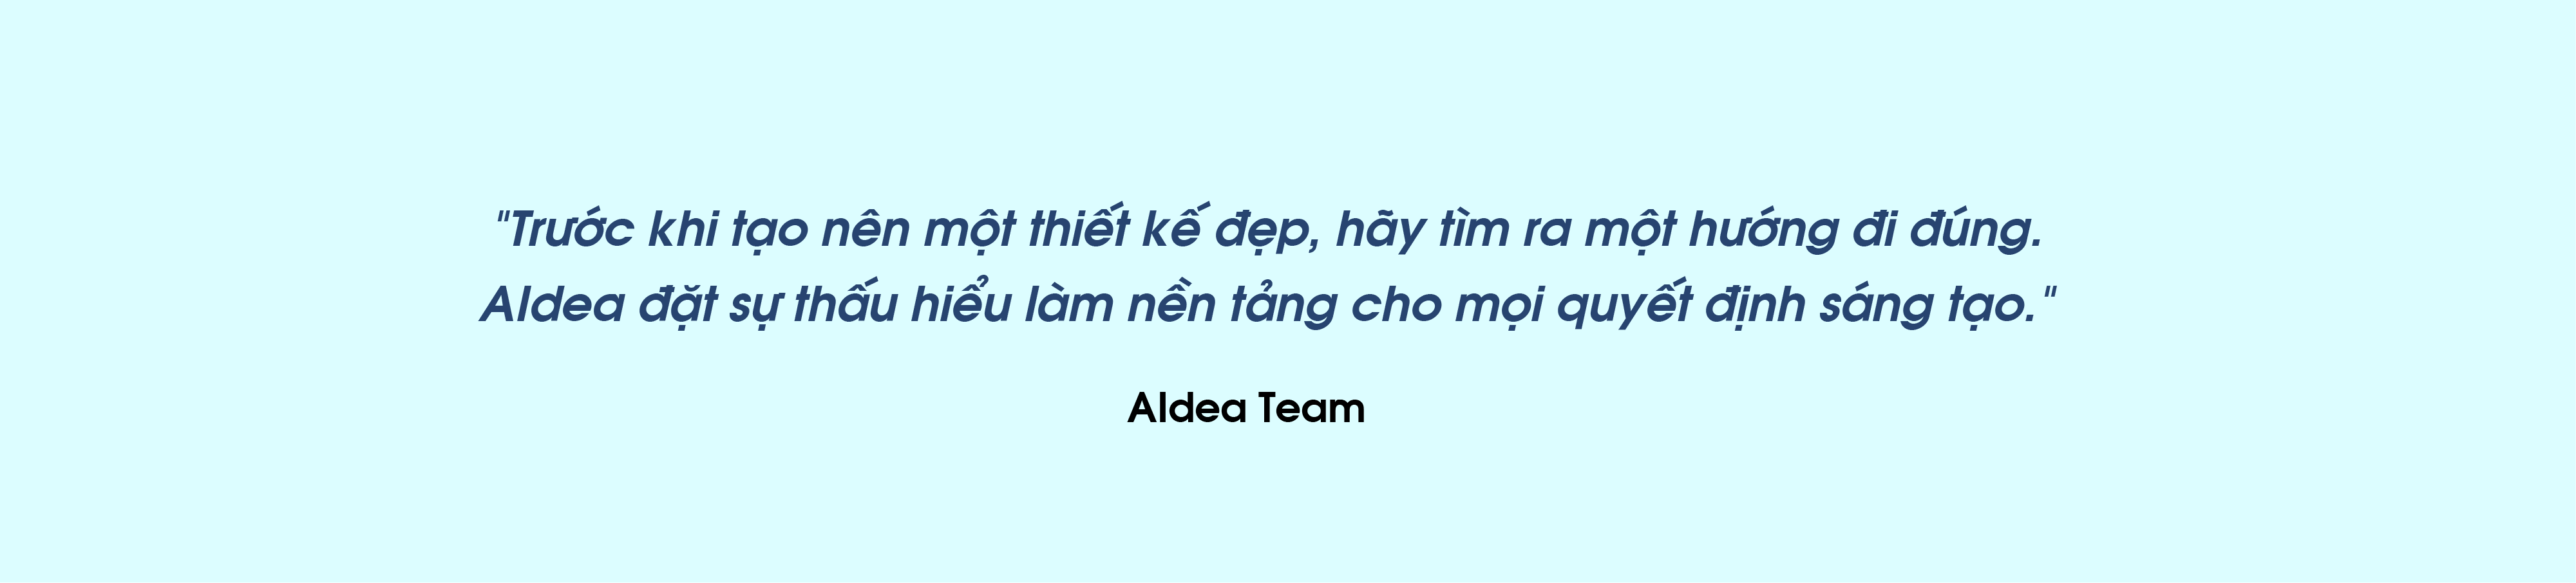 "Trước khi tạo nên một thiết kế đẹp, hãy tìm ra một hướng đi đúng.
AIdea đặt sự thấu hiểu làm nền tảng cho mọi quyết định sáng tạo."
AIdea Team